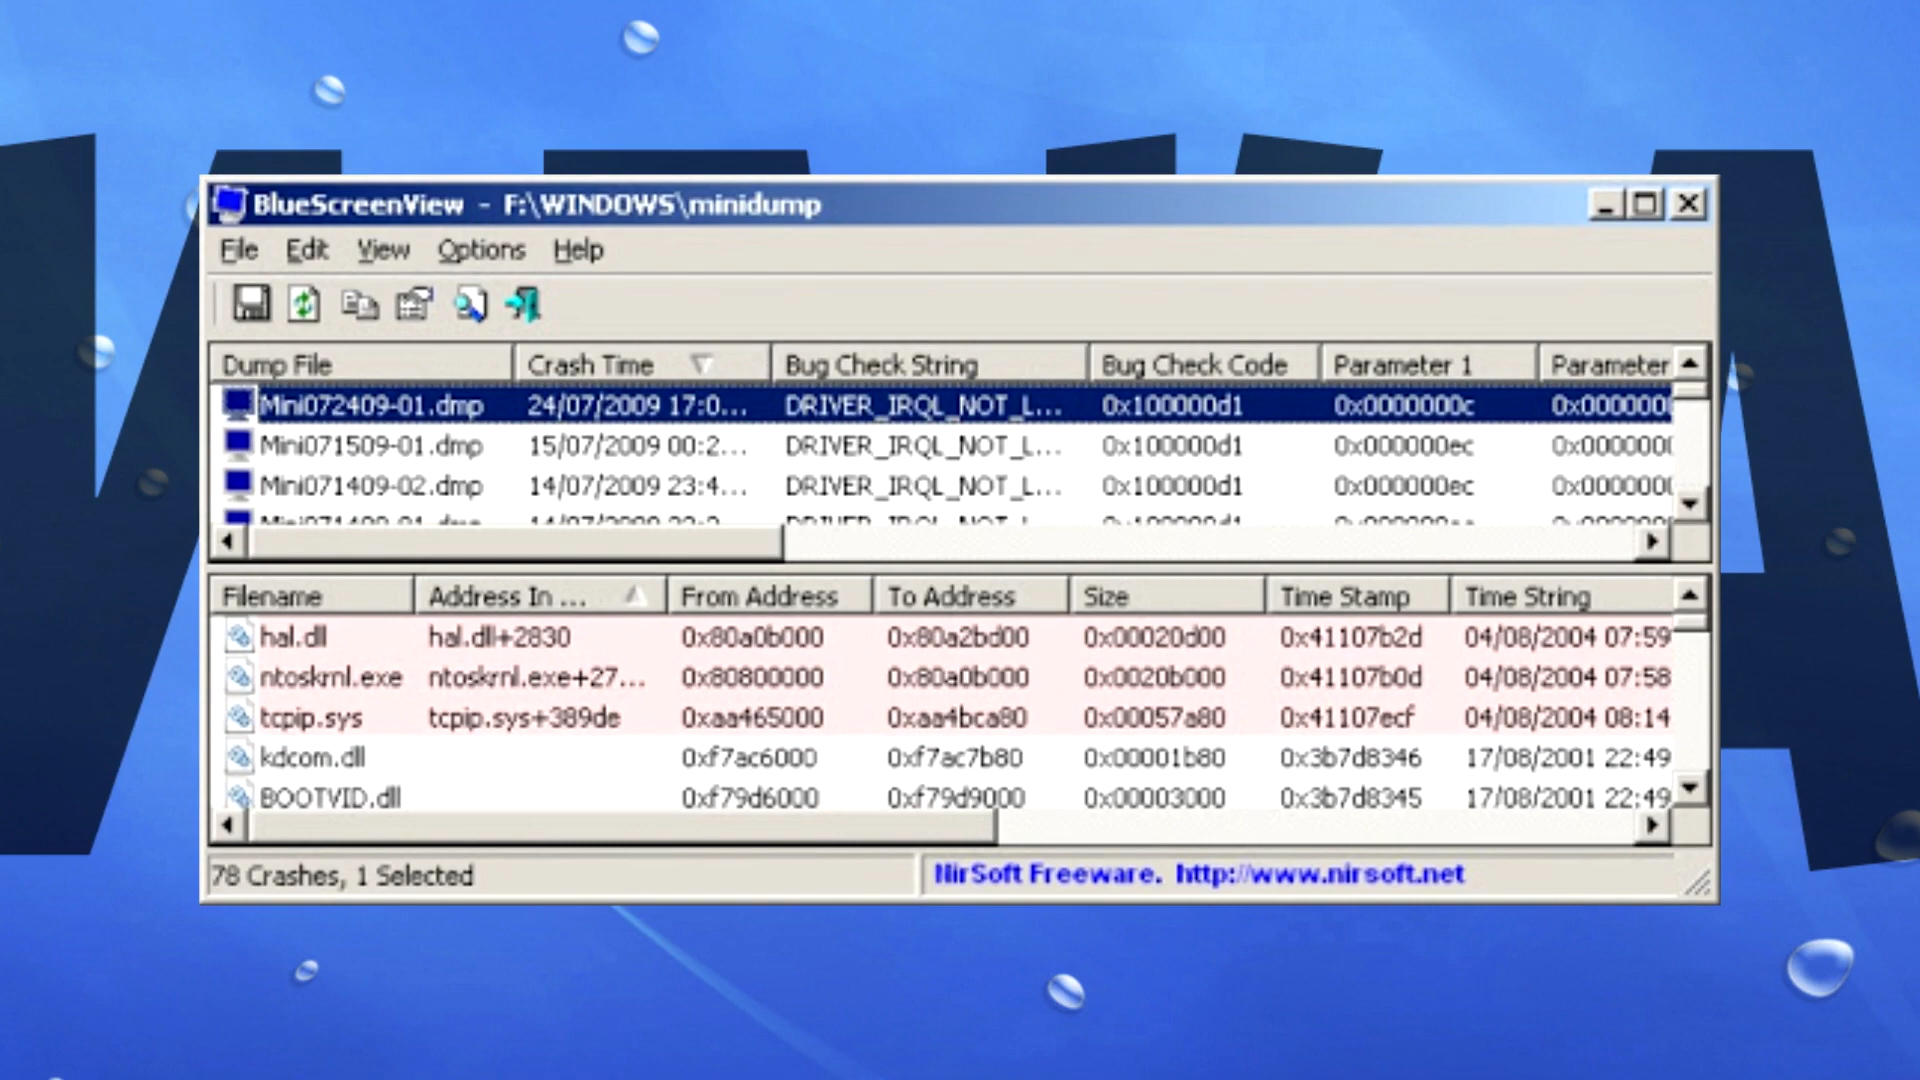 BlueScreenView - F:\WINDOWS\minidump
File Edit View Options Help
Dump File Crash Time Bug Check String Bug Check Code Parameter 1 Parameter
Mini072409-01.dmp 24/07/2009 17:0... DRIVER_IRQL_NOT_L... 0x100000d1 0x0000000c 0x000000
Mini071509-01.dmp 15/07/2009 00:2... DRIVER_IRQL_NOT_L... 0x100000d1 0x000000ec 0x000000
Mini071409-02.dmp 14/07/2009 23:4... DRIVER_IRQL_NOT_L... 0x100000d1 0x000000ec 0x000000
Filename Address In ... From Address To Address Size Time Stamp Time String
hal.dll hal.dll+2830 0x80a0b000 0x80a2bd00 0x00020d00 0x41107b2d 04/08/2004 07:59
ntoskrnl.exe ntoskrnl.exe+27... 0x80800000 0x80a0b000 0x0020b000 0x41107b0d 04/08/2004 07:58
tcpip.sys tcpip.sys+389de 0xaa465000 0xaa4bca80 0x00057a80 0x41107ecf 04/08/2004 08:14
kdcom.dll 0xf7ac6000 0xf7ac7b80 0x00001b80 0x3b7d8346 17/08/2001 22:49
BOOTVID.dll 0xf79d6000 0xf79d9000 0x00003000 0x3b7d8345 17/08/2001 22:49
78 Crashes, 1 Selected NirSoft Freeware. http://www.nirsoft.net